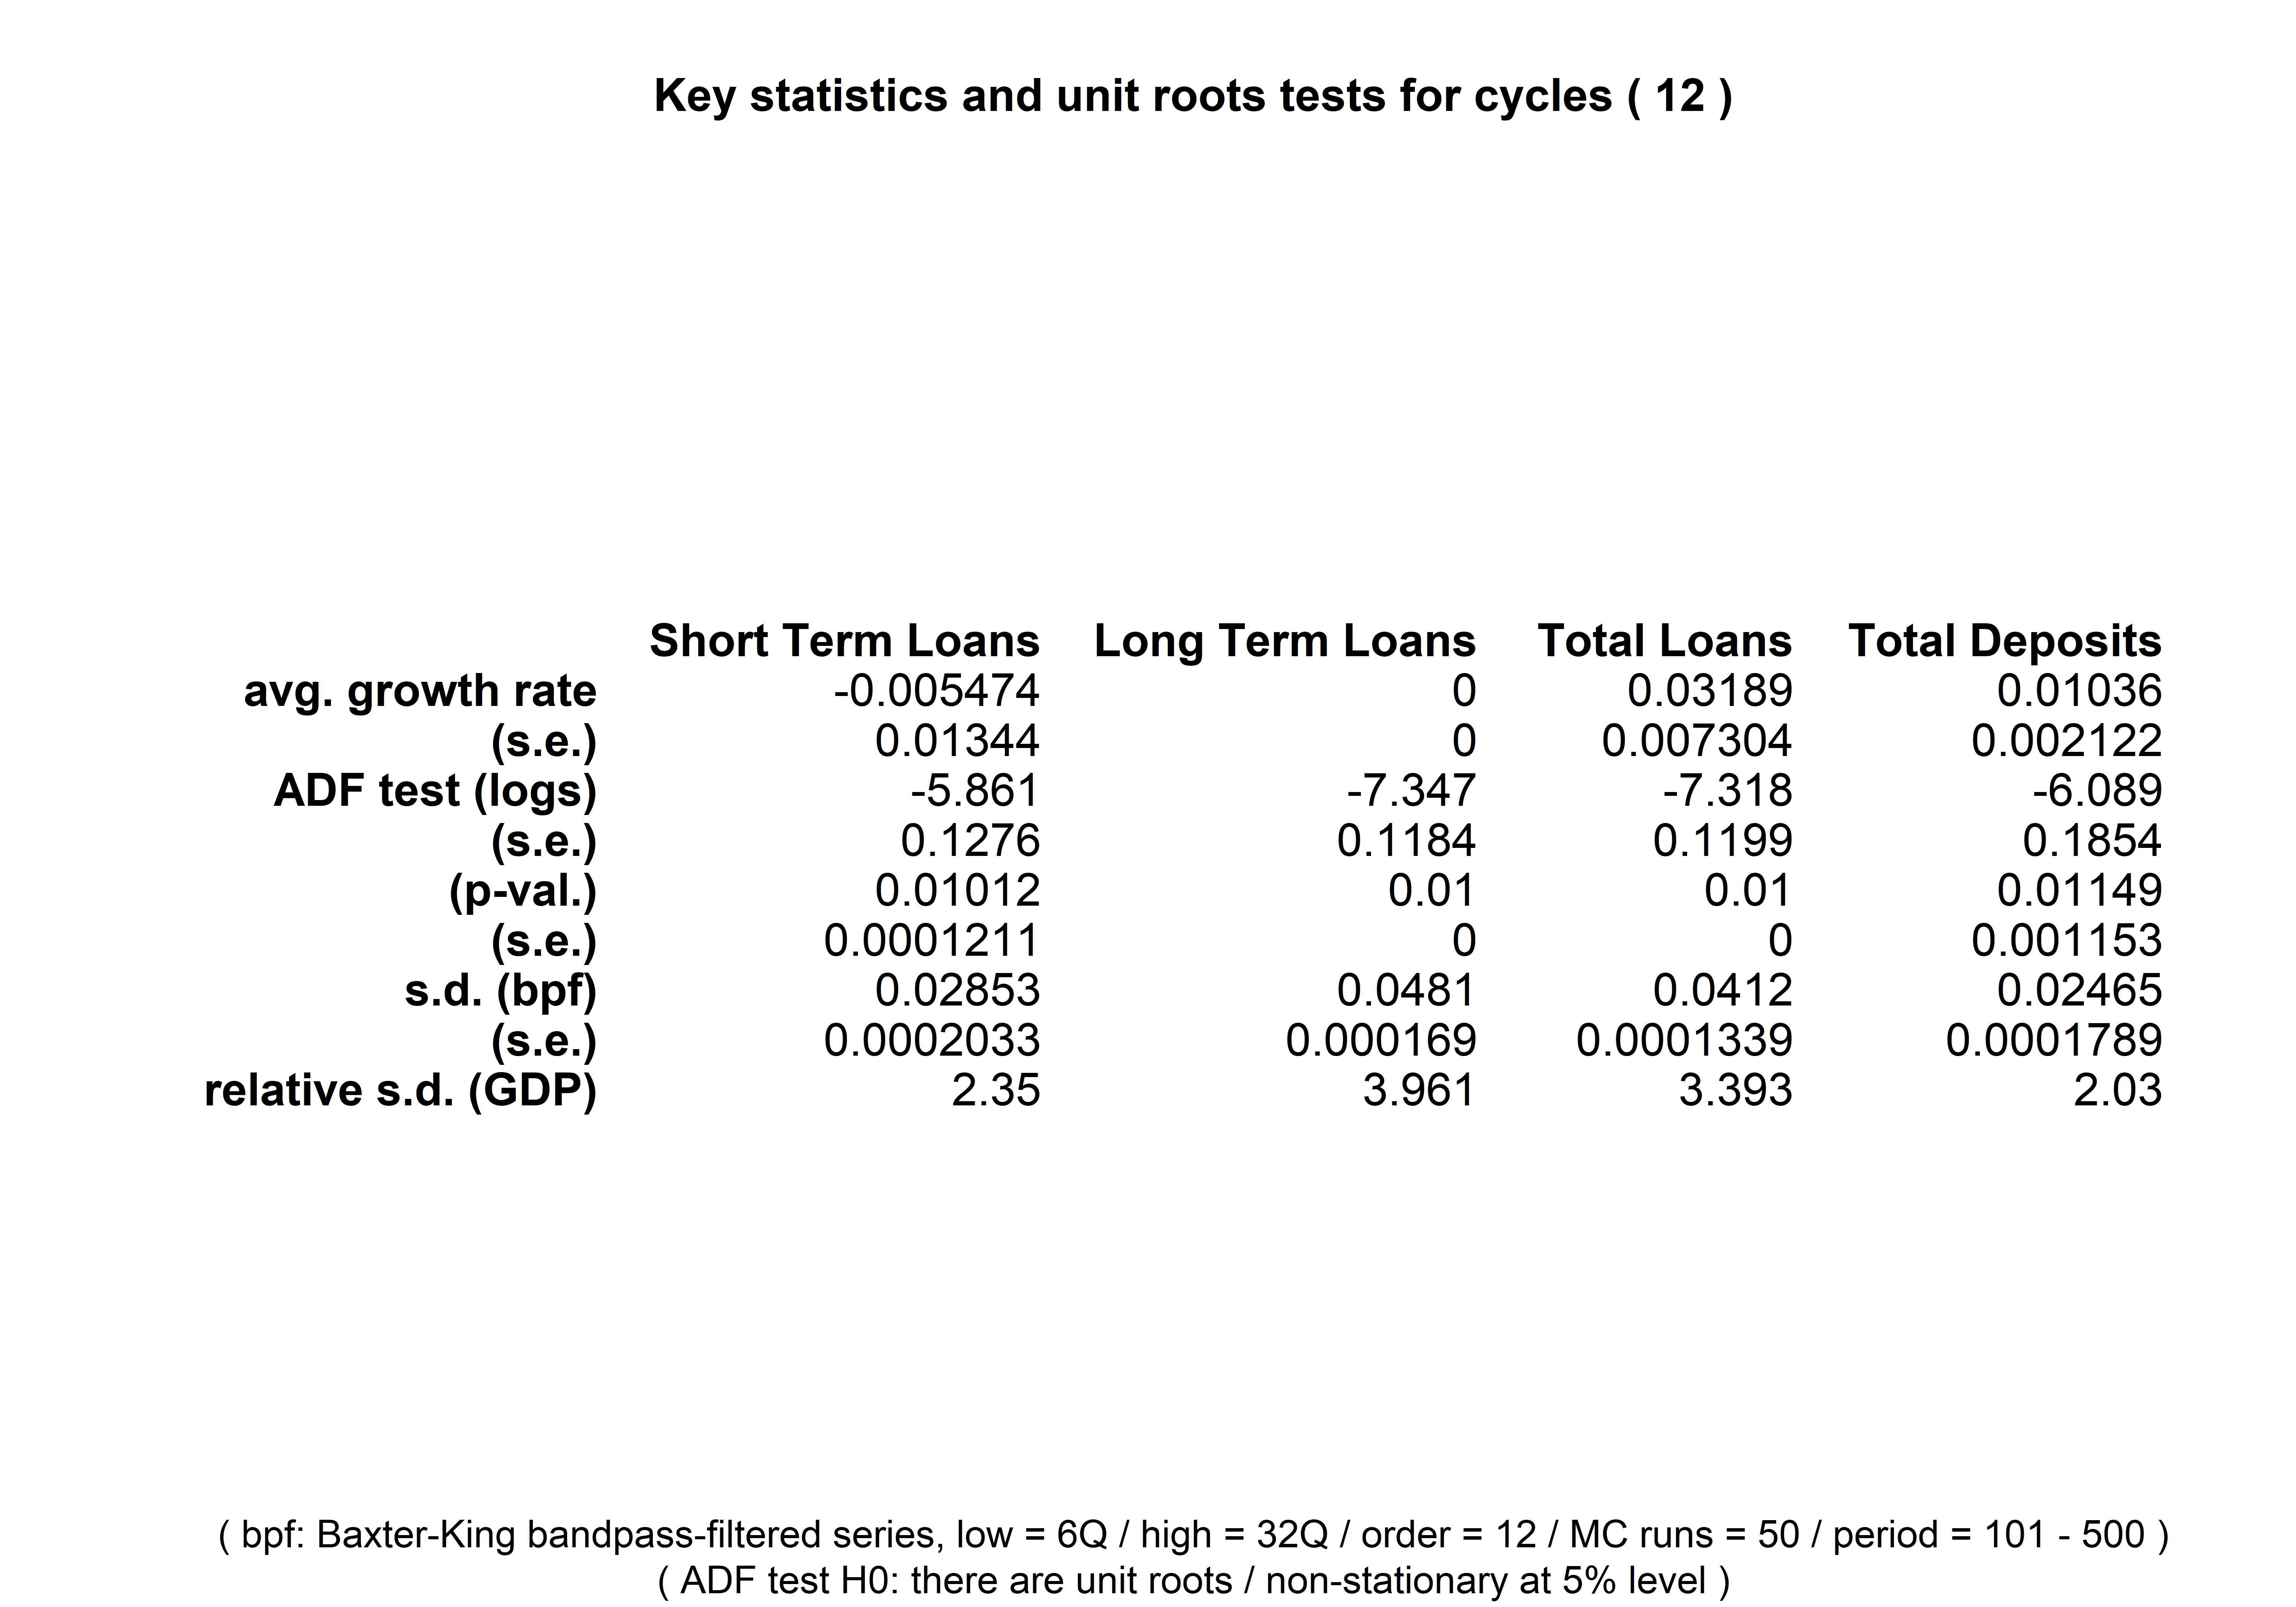 Key statistics and unit roots tests for cycles ( 12 )
Short Term Loans Long Term Loans Total Loans Total Deposits
avg. growth rate -0.005474 0 0.03189 0.01036
(s.e.) 0.01344 0 0.007304 0.002122
ADF test (logs) -5.861 -7.347 -7.318 -6.089
(s.e.) 0.1276 0.1184 0.1199 0.1854
(p-val.) 0.01012 0.01 0.01 0.01149
(s.e.) 0.0001211 0 0 0.001153
s.d. (bpf) 0.02853 0.0481 0.0412 0.02465
(s.e.) 0.0002033 0.000169 0.0001339 0.0001789
relative s.d. (GDP) 2.35 3.961 3.393 2.03
( bpf: Baxter-King bandpass-filtered series, low = 6Q / high = 32Q / order = 12 / MC runs = 50 / period = 101 - 500 )
( ADF test H0: there are unit roots / non-stationary at 5% level )